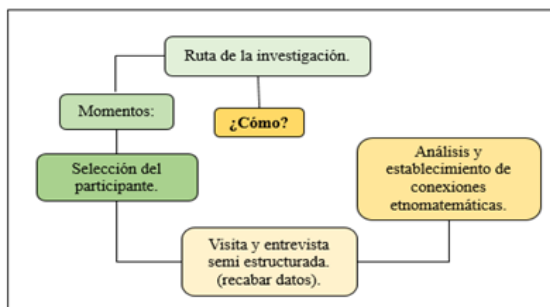 Ruta de la investigación.
Momentos:
¿Cómo?
Selección del
participante.
Análisis y
establecimiento de
conexiones
etnomatemáticas.
Visita y entrevista
semi estructurada.
(recabar datos).